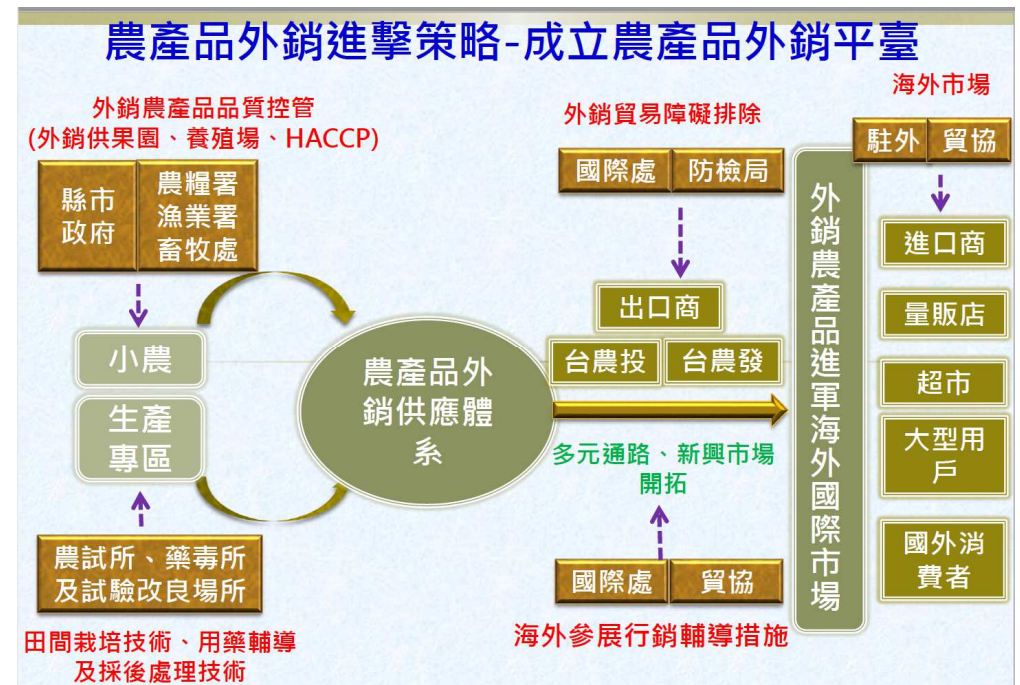 農產品外銷進擊策略-成立農產品外銷平臺
外銷農產品品質控管
(外銷供果園、養殖場、HACCP)
縣市
政府
農糧署
漁業署
畜牧處
小農
生產
專區
農試所、藥毒所
及試驗改良場所
田間栽培技術、用藥輔導
及採後處理技術
農產品外
銷供應體
系
外銷貿易障礙排除
國際處
防檢局
出口商
台農投
台農發
多元通路、新興市場
開拓
國際處
貿協
海外參展行銷輔導措施
外銷農產品進軍海外國際市場
海外市場
駐外
貿協
進口商
量販店
超市
大型用
戶
國外消
費者